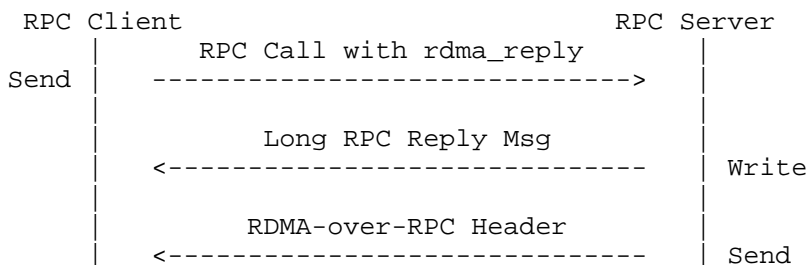 RPC Client RPC Server
RPC Call with rdma_reply
Send ------------------------------>
Long RPC Reply Msg
<------------------------------ Write
RDMA-over-RPC Header
<------------------------------ Send